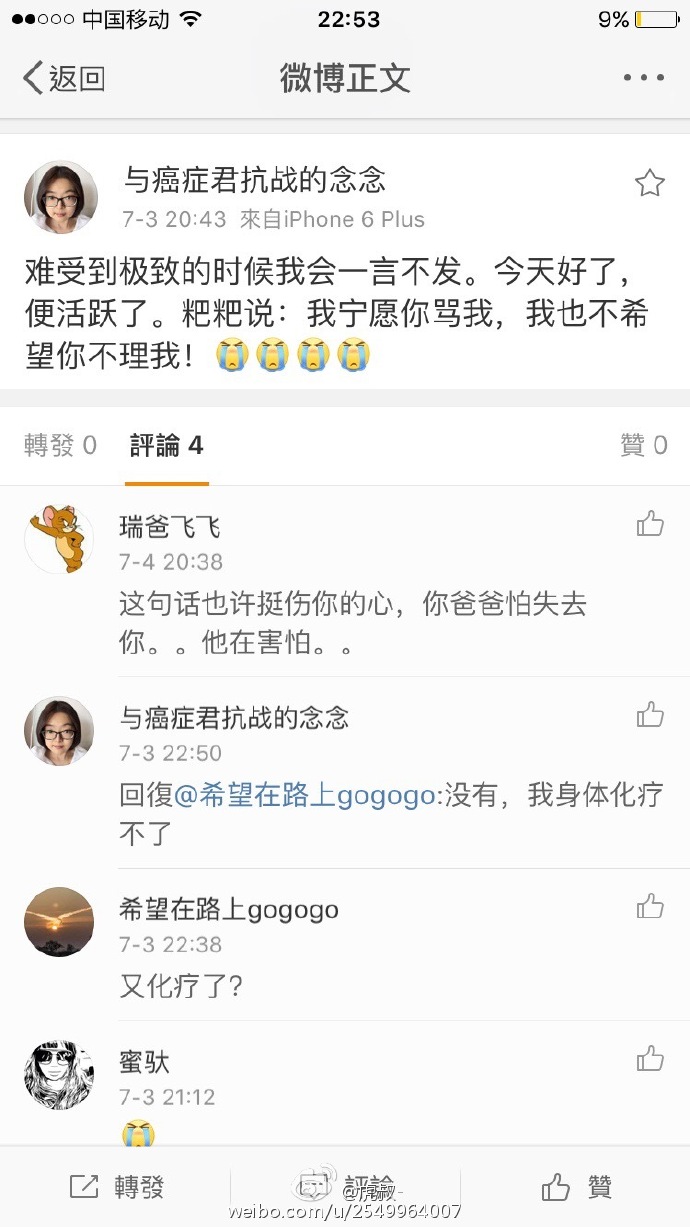 中国移动 22:53 9%
返回 微博正文
与癌症君抗战的念念
7-3 20:43 來自iPhone 6 Plus
难受到极致的时候我会一言不发。今天好了，
便活跃了。粑粑说：我宁愿你骂我，我也不希
望你不理我！😭😭😭😭
轉發 0 評論 4 贊 0
瑞爸飞飞
7-4 20:38
这句话也许挺伤你的心，你爸爸怕失去
你。。他在害怕。。
与癌症君抗战的念念
7-3 22:50
回復@希望在路上gogogo:没有，我身体化疗
不了
希望在路上gogogo
7-3 22:38
又化疗了？
蜜驮
7-3 21:12
😭
轉發 評論 贊
@虎叔-
weibo.com/u/2549964007